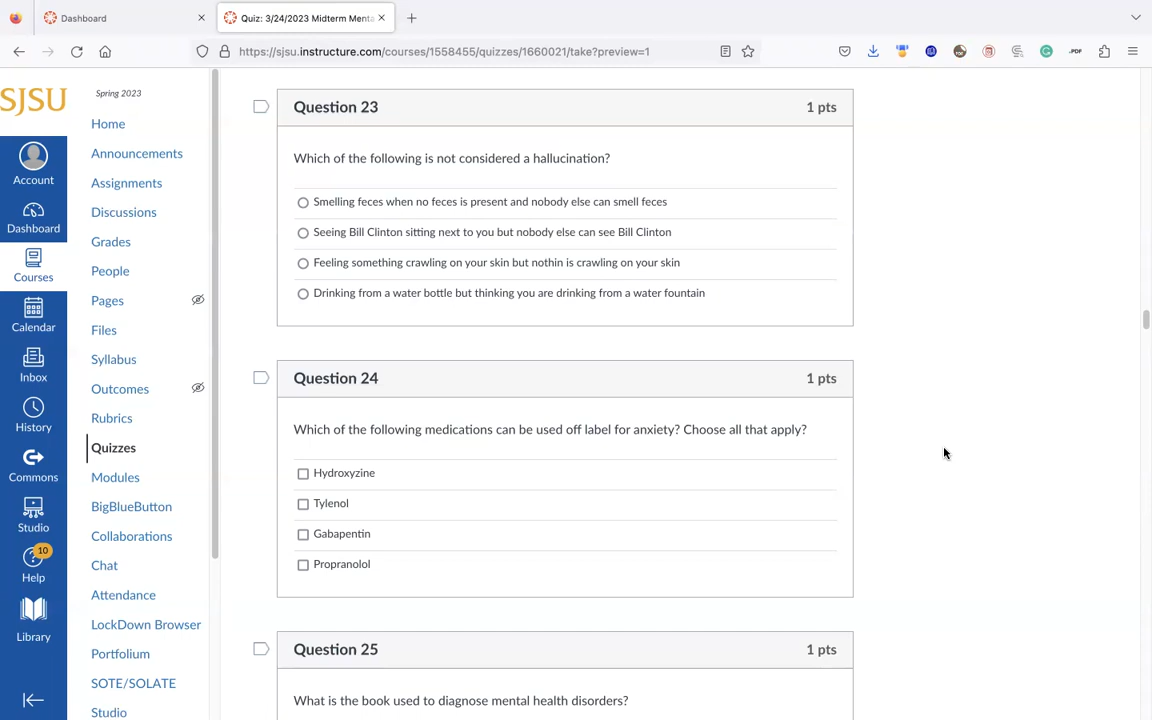 Dashboard
Quiz: 3/24/2023 Midterm Menta
https://sjsu.instructure.com/courses/1558455/quizzes/1660021/take?preview=1
.PDF
SJSU
Account
Dashboard
Courses
Calendar
Inbox
History
Commons
Studio
10
Help
Library
Spring 2023
Home
Announcements
Assignments
Discussions
Grades
People
Pages
Files
Syllabus
Outcomes
Rubrics
Quizzes
Modules
BigBlueButton
Collaborations
Chat
Attendance
LockDown Browser
Portfolium
SOTE/SOLATE
Studio
Question 23 1 pts
Which of the following is not considered a hallucination?
Smelling feces when no feces is present and nobody else can smell feces
Seeing Bill Clinton sitting next to you but nobody else can see Bill Clinton
Feeling something crawling on your skin but nothin is crawling on your skin
Drinking from a water bottle but thinking you are drinking from a water fountain
Question 24 1 pts
Which of the following medications can be used off label for anxiety? Choose all that apply?
Hydroxyzine
Tylenol
Gabapentin
Propranolol
Question 25 1 pts
What is the book used to diagnose mental health disorders?